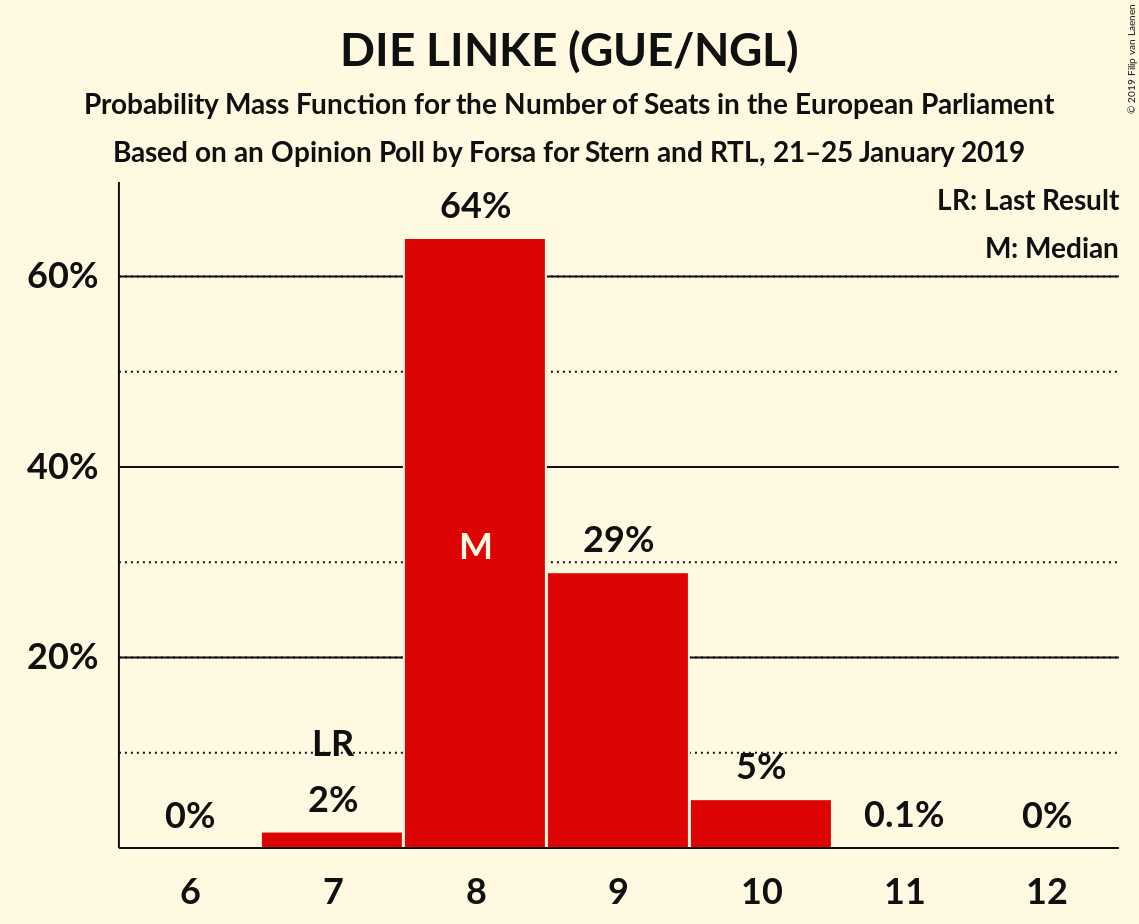 DIE LINKE (GUE/NGL)
Probability Mass Function for the Number of Seats in the European Parliament
Based on an Opinion Poll by Forsa for Stern and RTL, 21–25 January 2019
© 2019 Filip van Laenen
LR: Last Result
M: Median
60%
40%
20%
0%
LR
2%
64%
M
29%
5%
0.1%
0%
6 7 8 9 10 11 12